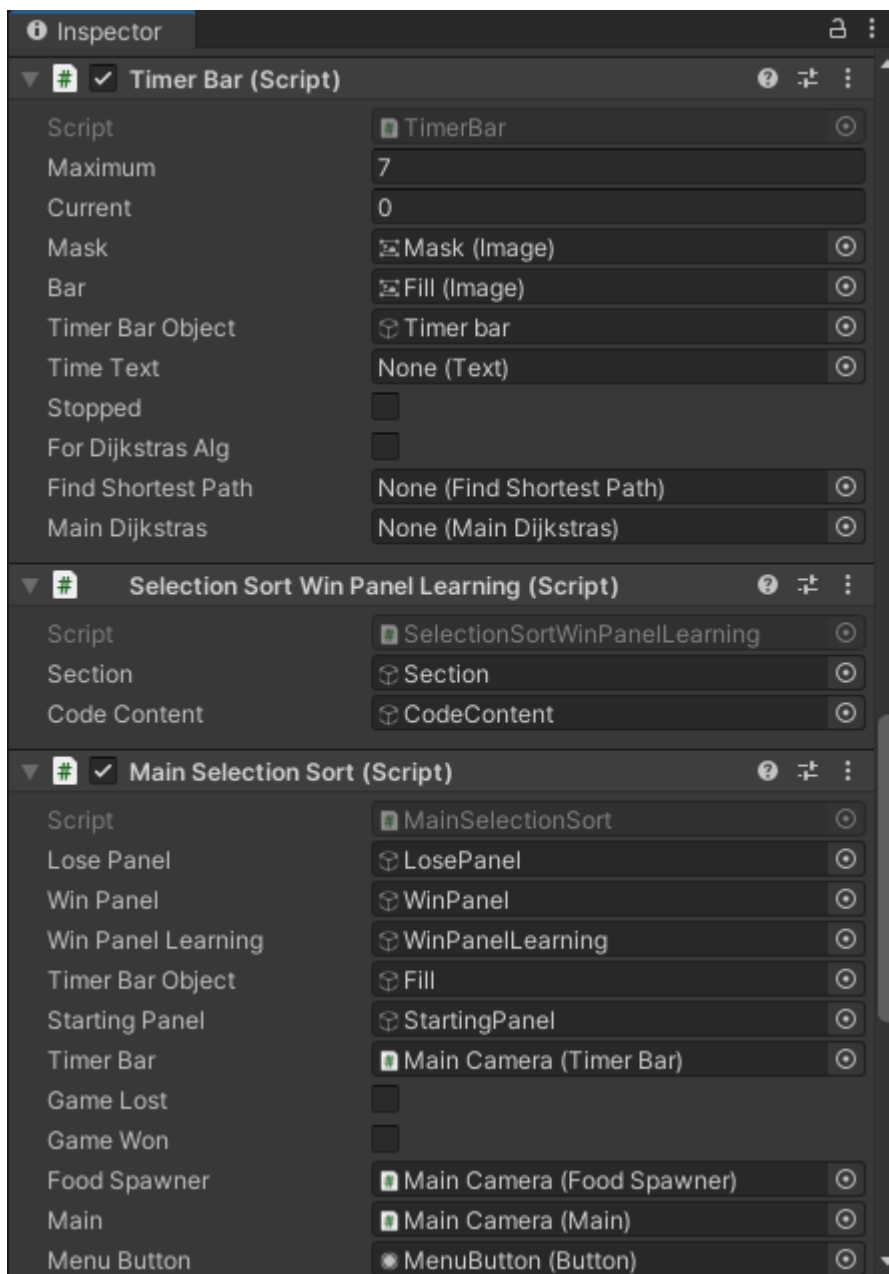 Inspector
Timer Bar (Script)
Script TimerBar
Maximum 7
Current 0
Mask Mask (Image)
Bar Fill (Image)
Timer Bar Object Timer bar
Time Text None (Text)
Stopped
For Dijkstras Alg
Find Shortest Path None (Find Shortest Path)
Main Dijkstras None (Main Dijkstras)
# Selection Sort Win Panel Learning (Script)
Script SelectionSortWinPanelLearning
Section Section
Code Content CodeContent
# Main Selection Sort (Script)
Script MainSelectionSort
Lose Panel LosePanel
Win Panel WinPanel
Win Panel Learning WinPanelLearning
Timer Bar Object Fill
Starting Panel StartingPanel
Timer Bar Main Camera (Timer Bar)
Game Lost
Game Won
Food Spawner Main Camera (Food Spawner)
Main Main Camera (Main)
Menu Button MenuButton (Button)